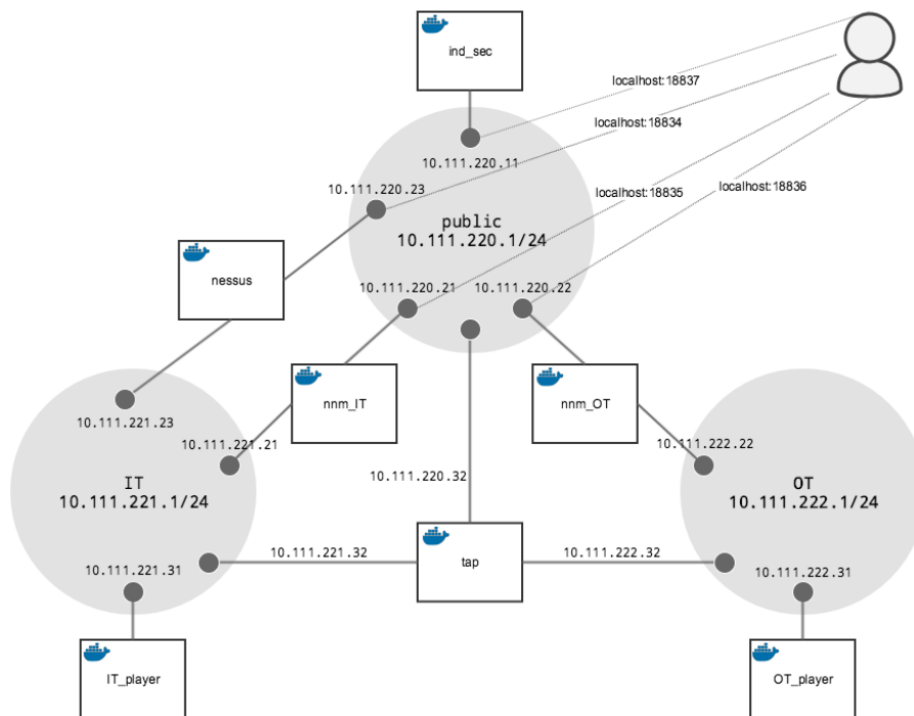 ind_sec
localhost:18837
localhost:18834
10.111.220.11
10.111.220.23
localhost:18835
localhost:18836
public
10.111.220.1/24
nessus
10.111.220.21
10.111.220.22
nnm_IT
nnm_OT
10.111.221.23
10.111.221.21
10.111.222.22
10.111.220.32
IT
10.111.221.1/24
OT
10.111.222.1/24
10.111.221.32
tap
10.111.222.32
10.111.221.31
10.111.222.31
IT_player
OT_player